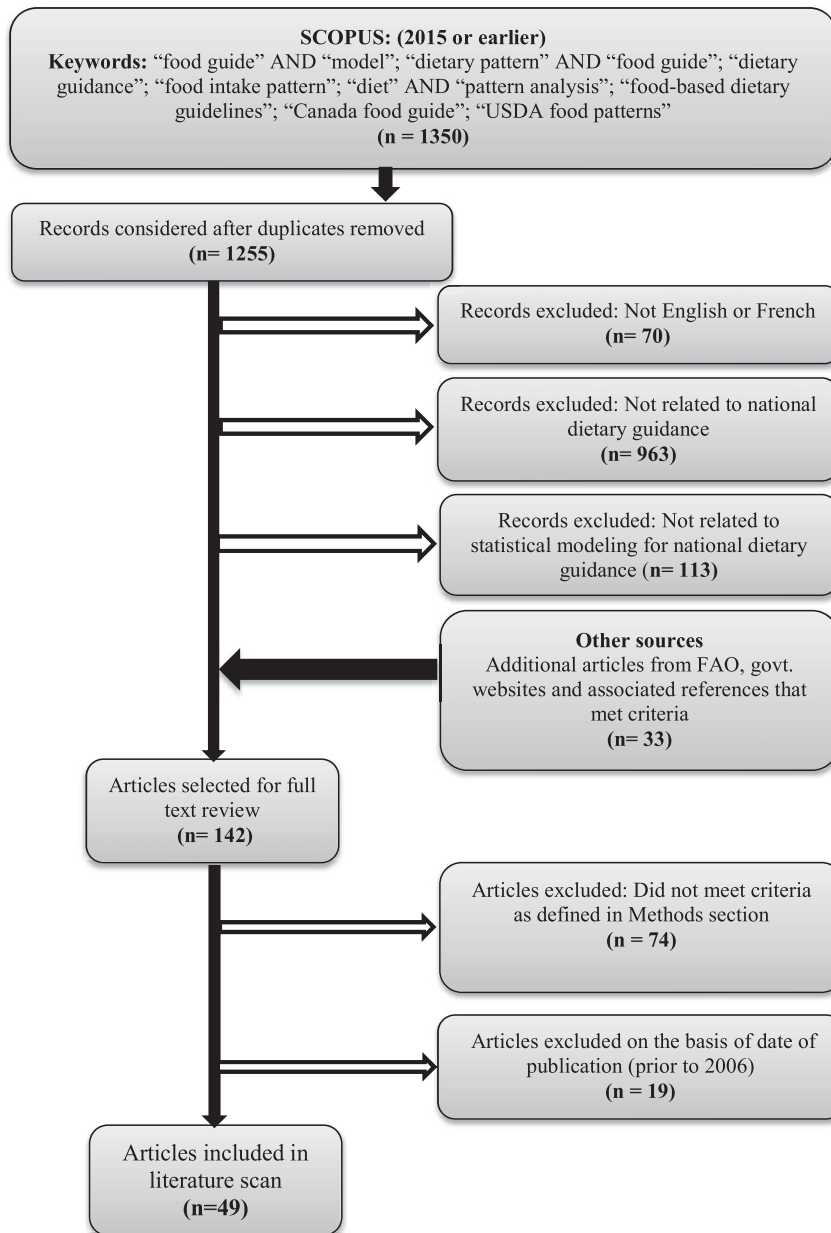 SCOPUS: (2015 or earlier)
Keywords: “food guide” AND “model”; “dietary pattern” AND “food guide”; “dietary
guidance”; “food intake pattern”; “diet” AND “pattern analysis”; “food-based dietary
guidelines”; “Canada food guide”; “USDA food patterns”
(n = 1350)
Records considered after duplicates removed
(n= 1255)
Records excluded: Not English or French
(n= 70)
Records excluded: Not related to national
dietary guidance
(n= 963)
Records excluded: Not related to
statistical modeling for national dietary
guidance (n= 113)
Other sources
Additional articles from FAO, govt.
websites and associated references that
met criteria
(n= 33)
Articles selected for full
text review
(n= 142)
Articles excluded: Did not meet criteria
as defined in Methods section
(n = 74)
Articles excluded on the basis of date of
publication (prior to 2006)
(n = 19)
Articles included in
literature scan
(n=49)